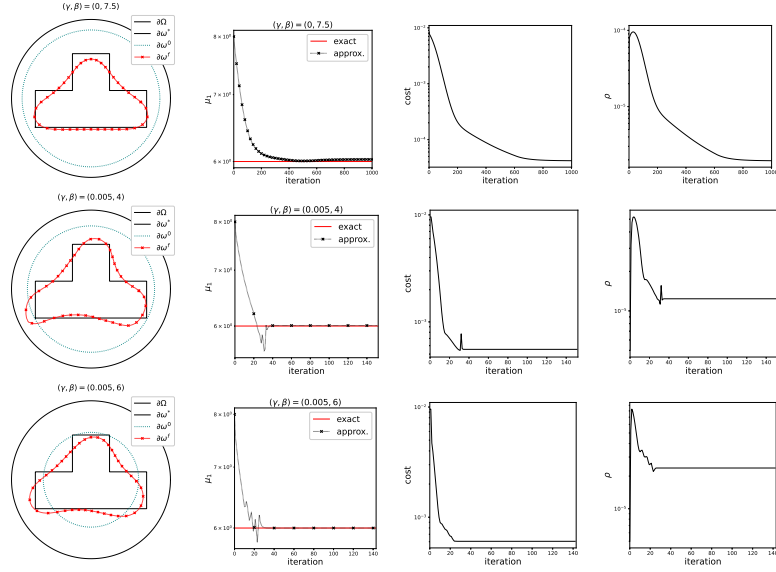 (γ, β) = (0, 7.5)
∂Ω
∂ω*
∂ω⁰
∂ωᶠ
(γ, β) = (0, 7.5)
exact
approx.
μ₁
8 × 10⁰
7 × 10⁰
6 × 10⁰
0 200 400 600 800 1000
iteration
cost
10⁻²
10⁻³
10⁻⁴
0 200 400 600 800 1000
iteration
ρ
10⁻⁴
10⁻⁵
0 200 400 600 800 1000
iteration
(γ, β) = (0.005, 4)
∂Ω
∂ω*
∂ω⁰
∂ωᶠ
(γ, β) = (0.005, 4)
exact
approx.
μ₁
8 × 10⁰
7 × 10⁰
6 × 10⁰
0 20 40 60 80 100 120 140
iteration
cost
10⁻²
10⁻³
0 20 40 60 80 100 120 140
iteration
ρ
10⁻⁵
0 20 40 60 80 100 120 140
iteration
(γ, β) = (0.005, 6)
∂Ω
∂ω*
∂ω⁰
∂ωᶠ
(γ, β) = (0.005, 6)
exact
approx.
μ₁
8 × 10⁰
7 × 10⁰
6 × 10⁰
0 20 40 60 80 100 120 140
iteration
cost
10⁻²
10⁻³
0 20 40 60 80 100 120 140
iteration
ρ
10⁻⁵
0 20 40 60 80 100 120 140
iteration